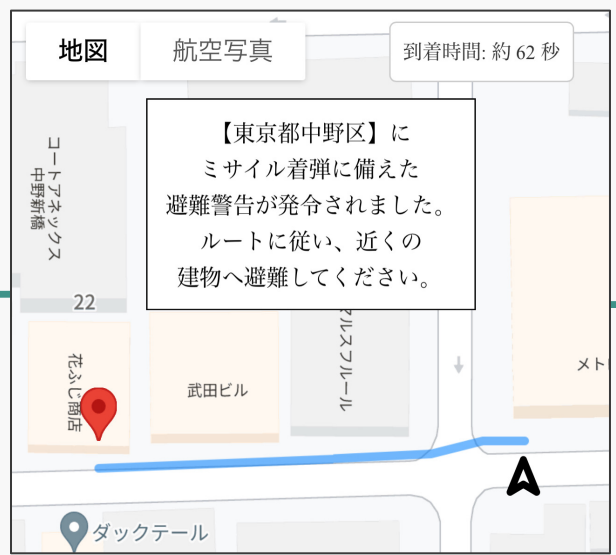 地図
航空写真
到着時間: 約 62 秒
【東京都中野区】に
ミサイル着弾に備えた
避難警告が発令されました。
ルートに従い、近くの
建物へ避難してください。
コートアネックス
中野新橋
22
花ふじ商店
武田ビル
マルスフルール
メト
ダックテール